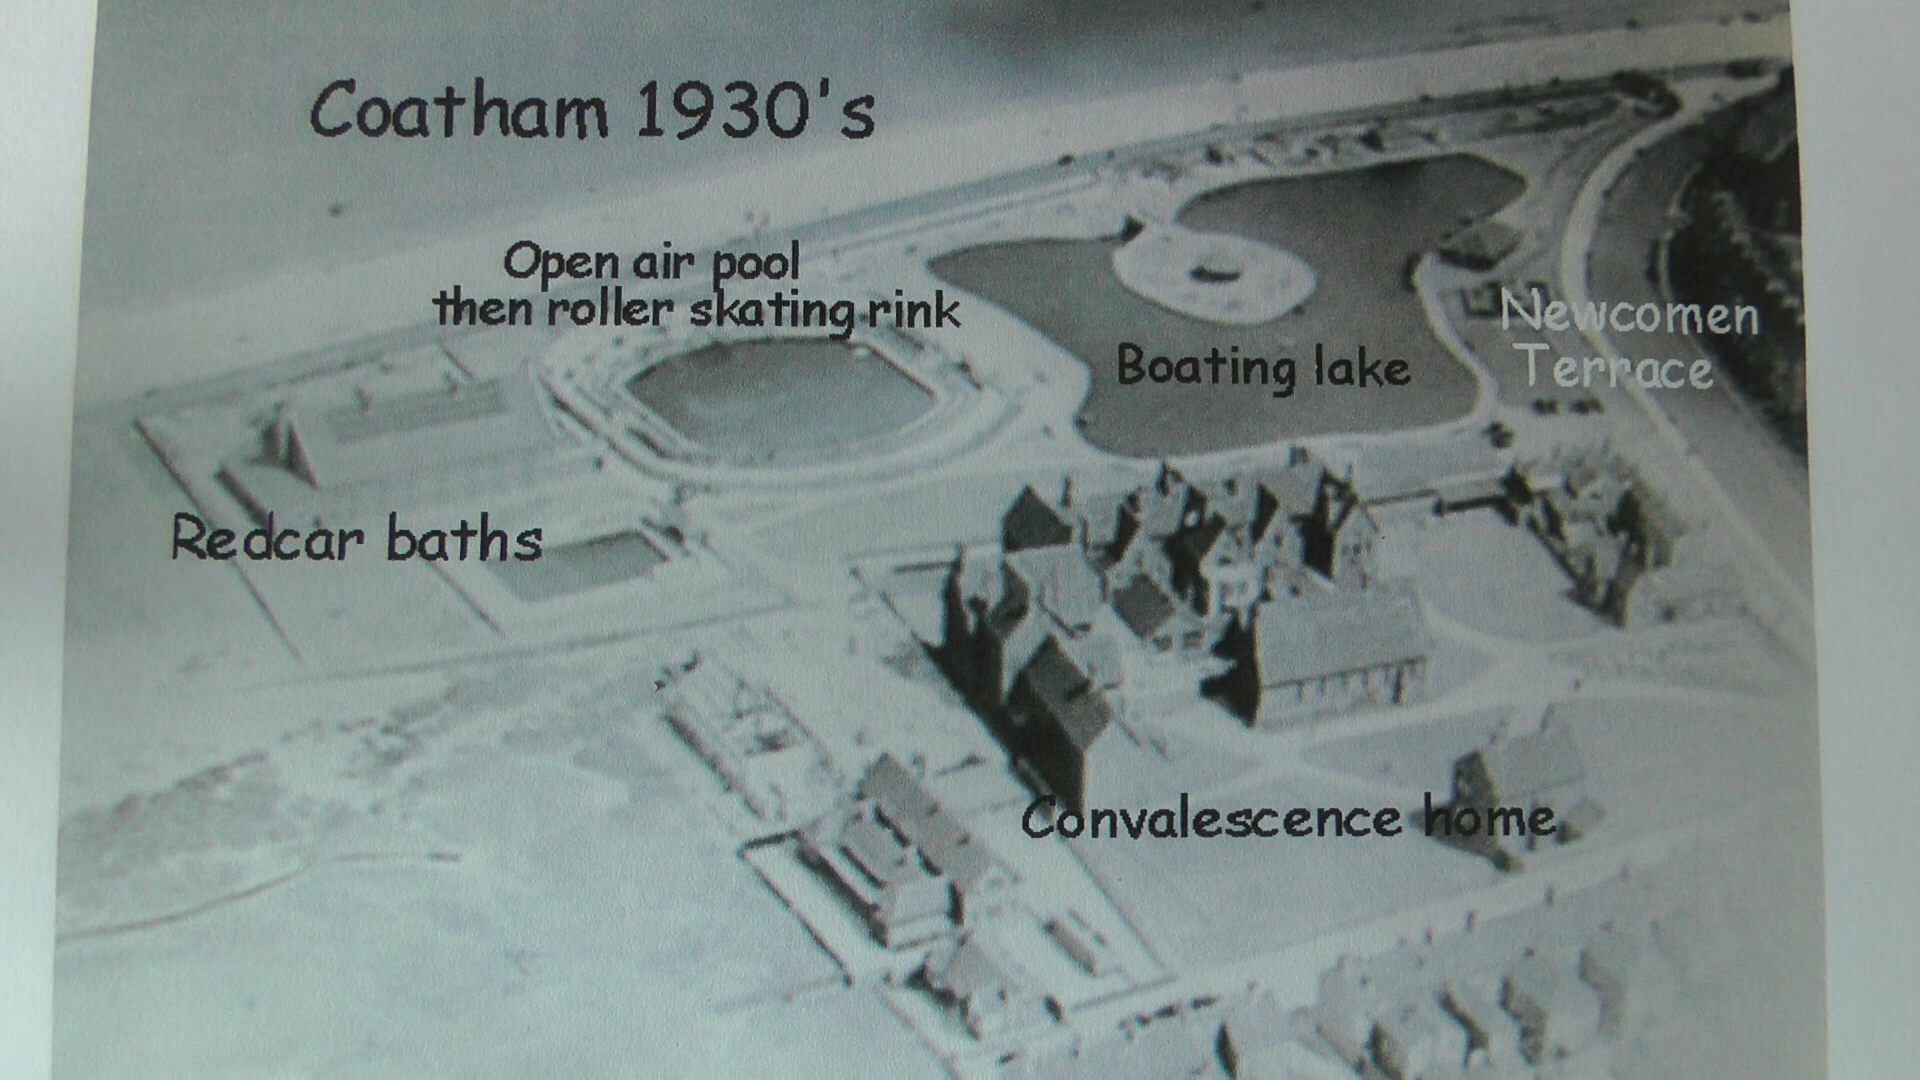 Coatham 1930's
Open air pool
then roller skating rink
Boating lake
Newcomen
Terrace
Redcar baths
Convalescence home